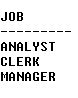 JOB
---------
ANALYST
CLERK
MANAGER